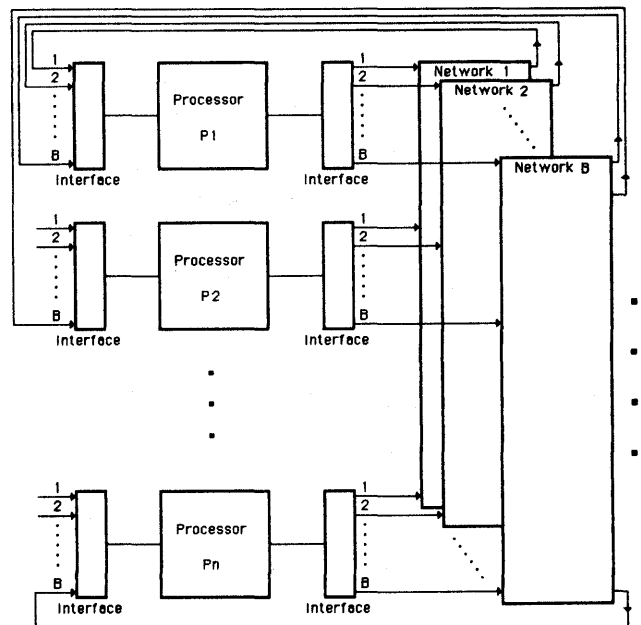 1
2
B
Interface
Processor
P1
1
2
B
Interface
Network 1
Network 2
Network B
1
2
B
Interface
Processor
P2
1
2
B
Interface
1
2
B
Interface
Processor
Pn
1
2
B
Interface